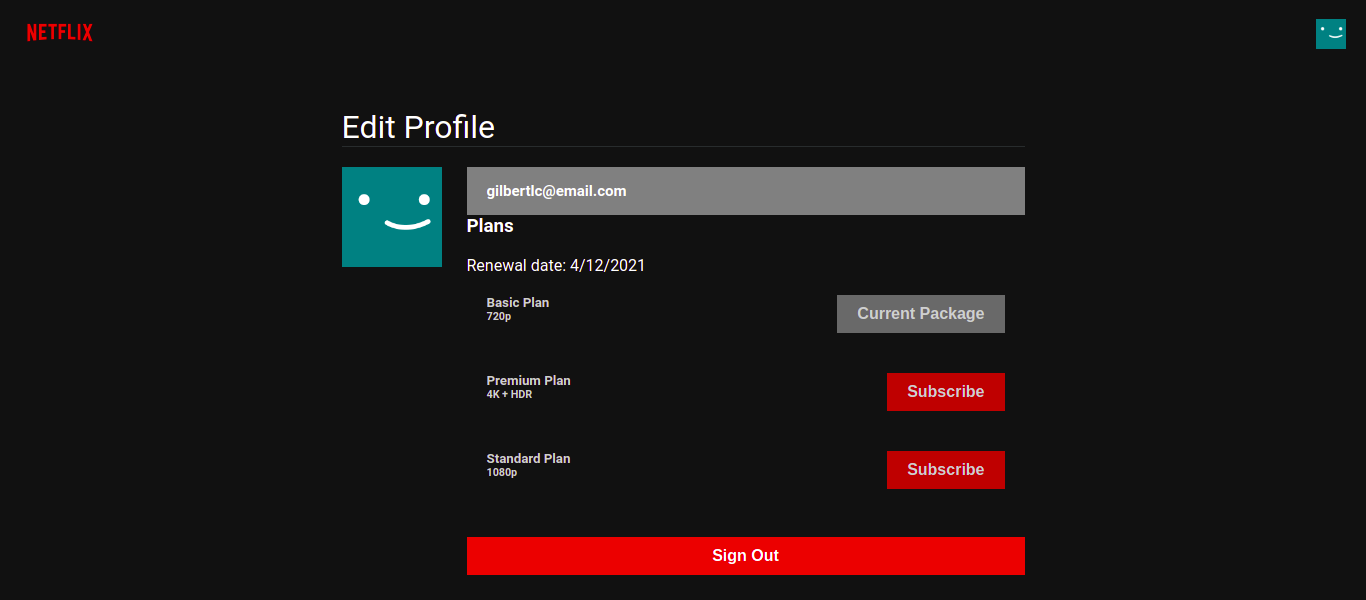 NETFLIX
Edit Profile
gilbertlc@email.com
Plans
Renewal date: 4/12/2021
Basic Plan
720p
Current Package
Premium Plan
4K + HDR
Subscribe
Standard Plan
1080p
Subscribe
Sign Out